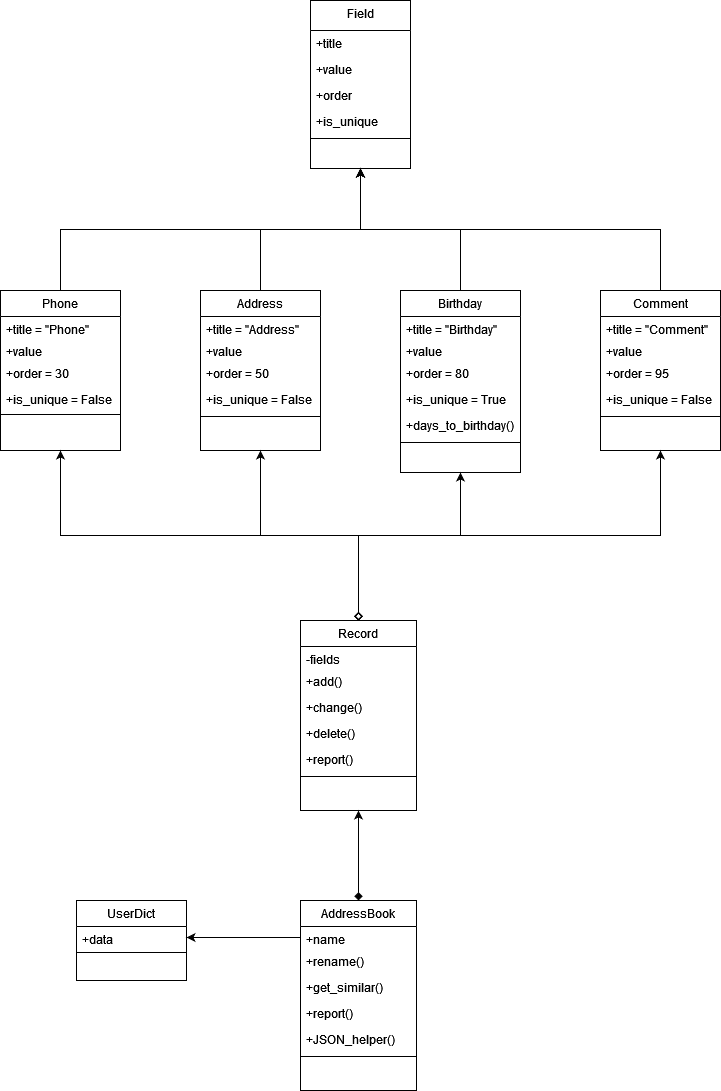 Field
+title
+value
+order
+is_unique
Phone
+title = "Phone"
+value
+order = 30
+is_unique = False
Address
+title = "Address"
+value
+order = 50
+is_unique = False
Birthday
+title = "Birthday"
+value
+order = 80
+is_unique = True
+days_to_birthday()
Comment
+title = "Comment"
+value
+order = 95
+is_unique = False
Record
-fields
+add()
+change()
+delete()
+report()
UserDict
+data
AddressBook
+name
+rename()
+get_similar()
+report()
+JSON_helper()